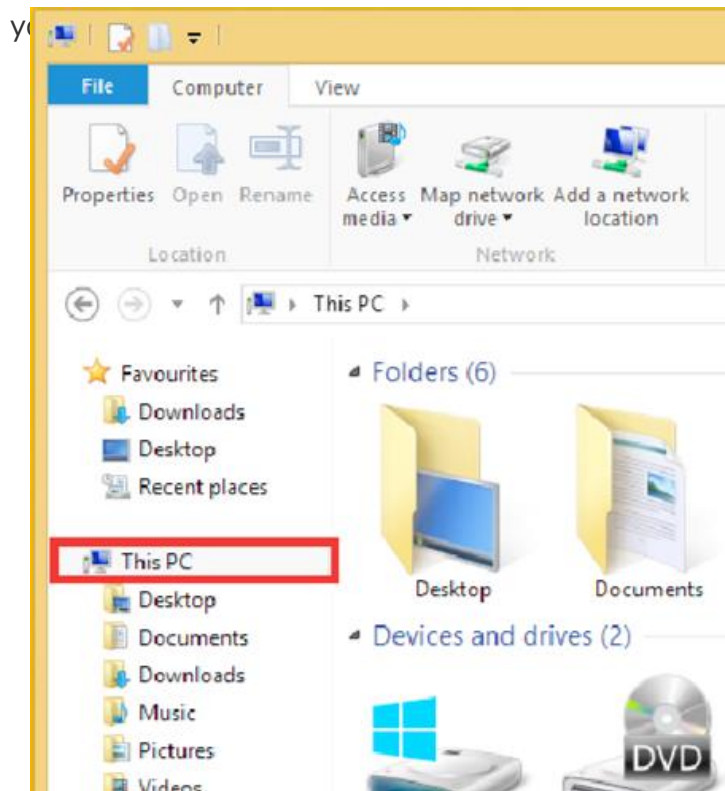 File Computer View
Properties Open Rename Access media Map network drive Add a network location
Location Network
This PC
Favourites
Downloads
Desktop
Recent places
This PC
Desktop
Documents
Downloads
Music
Pictures
Videos
Folders (6)
Desktop Documents
Devices and drives (2)
DVD